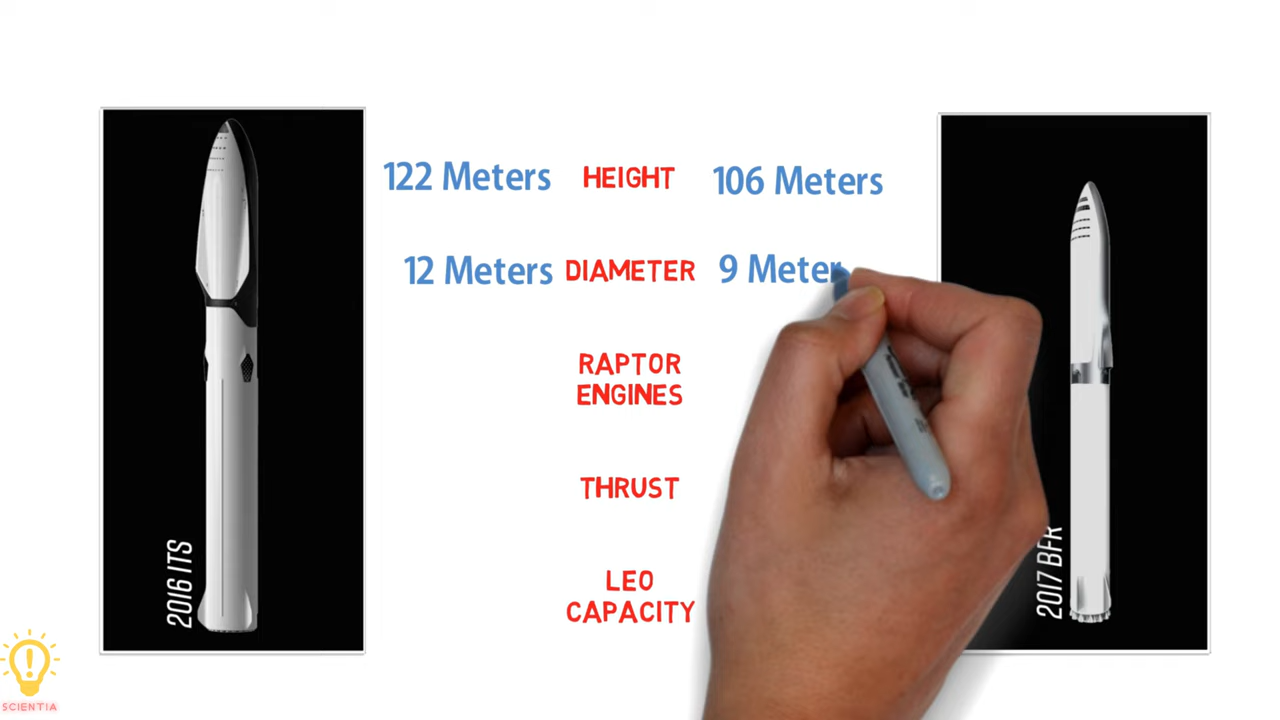 122 Meters HEIGHT 106 Meters
12 Meters DIAMETER 9 Meter
RAPTOR
ENGINES
THRUST
LEO
CAPACITY
2016 ITS
2017 BFR
SCIENTIA